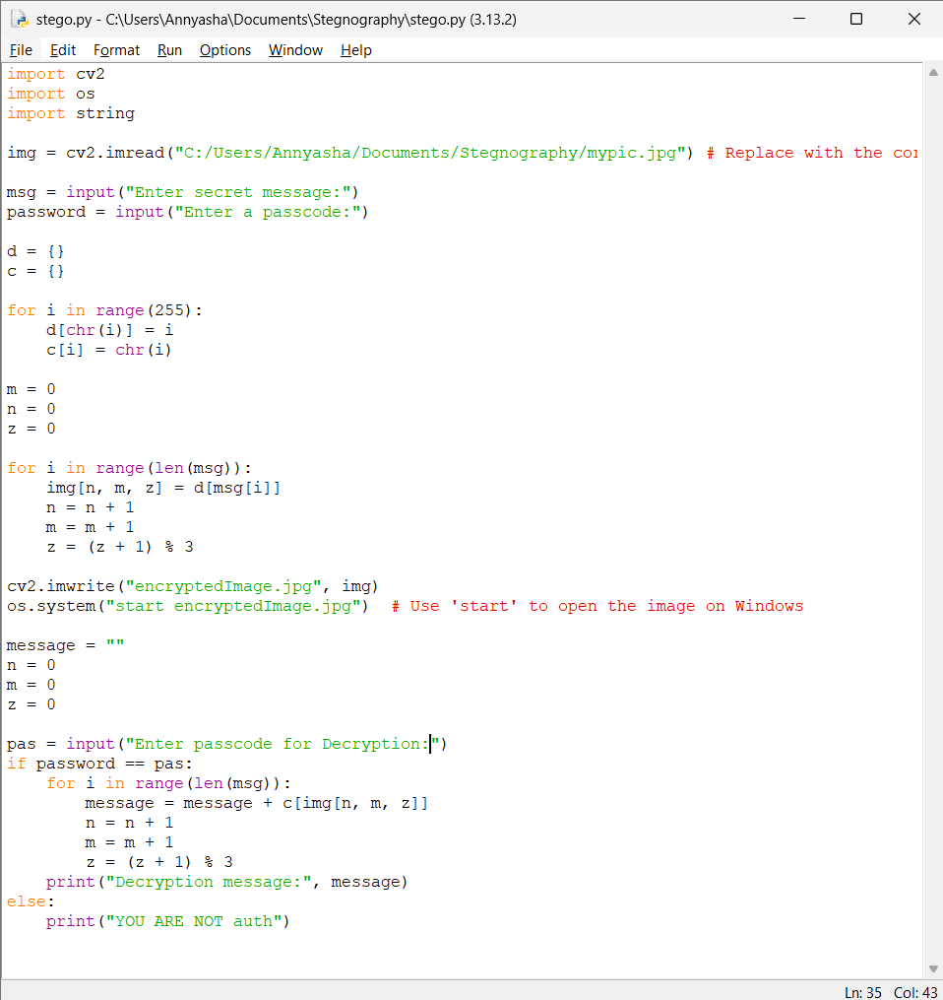 stego.py - C:\Users\Annyasha\Documents\Stegnography\stego.py (3.13.2)
File Edit Format Run Options Window Help
import cv2
import os
import string

img = cv2.imread("C:/Users/Annyasha/Documents/Stegnography/mypic.jpg") # Replace with the

msg = input("Enter secret message:")
password = input("Enter a passcode:")

d = {}
c = {}

for i in range(255):
    d[chr(i)] = i
    c[i] = chr(i)

m = 0
n = 0
z = 0

for i in range(len(msg)):
    img[n, m, z] = d[msg[i]]
    n = n + 1
    m = m + 1
    z = (z + 1) % 3

cv2.imwrite("encryptedImage.jpg", img)
os.system("start encryptedImage.jpg")  # Use 'start' to open the image on Windows

message = ""
n = 0
m = 0
z = 0

pas = input("Enter passcode for Decryption:")
if password == pas:
    for i in range(len(msg)):
        message = message + c[img[n, m, z]]
        n = n + 1
        m = m + 1
        z = (z + 1) % 3
    print("Decryption message:", message)
else:
    print("YOU ARE NOT auth")
Ln: 35 Col: 43